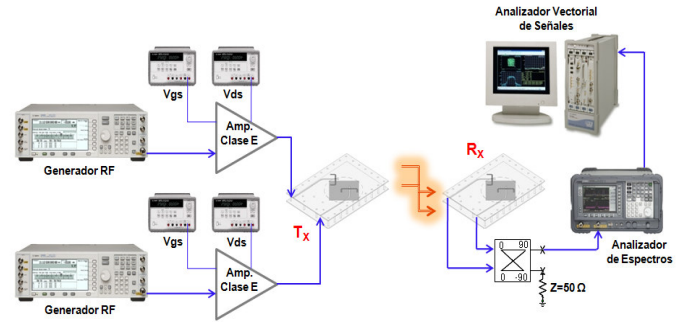 Analizador Vectorial
de Señales
Vgs
Vds
Amp.
Clase E
Generador RF
TX
RX
Vgs
Vds
Amp.
Clase E
Generador RF
0 90
0 -90
Z=50 Ω
Analizador
de Espectros